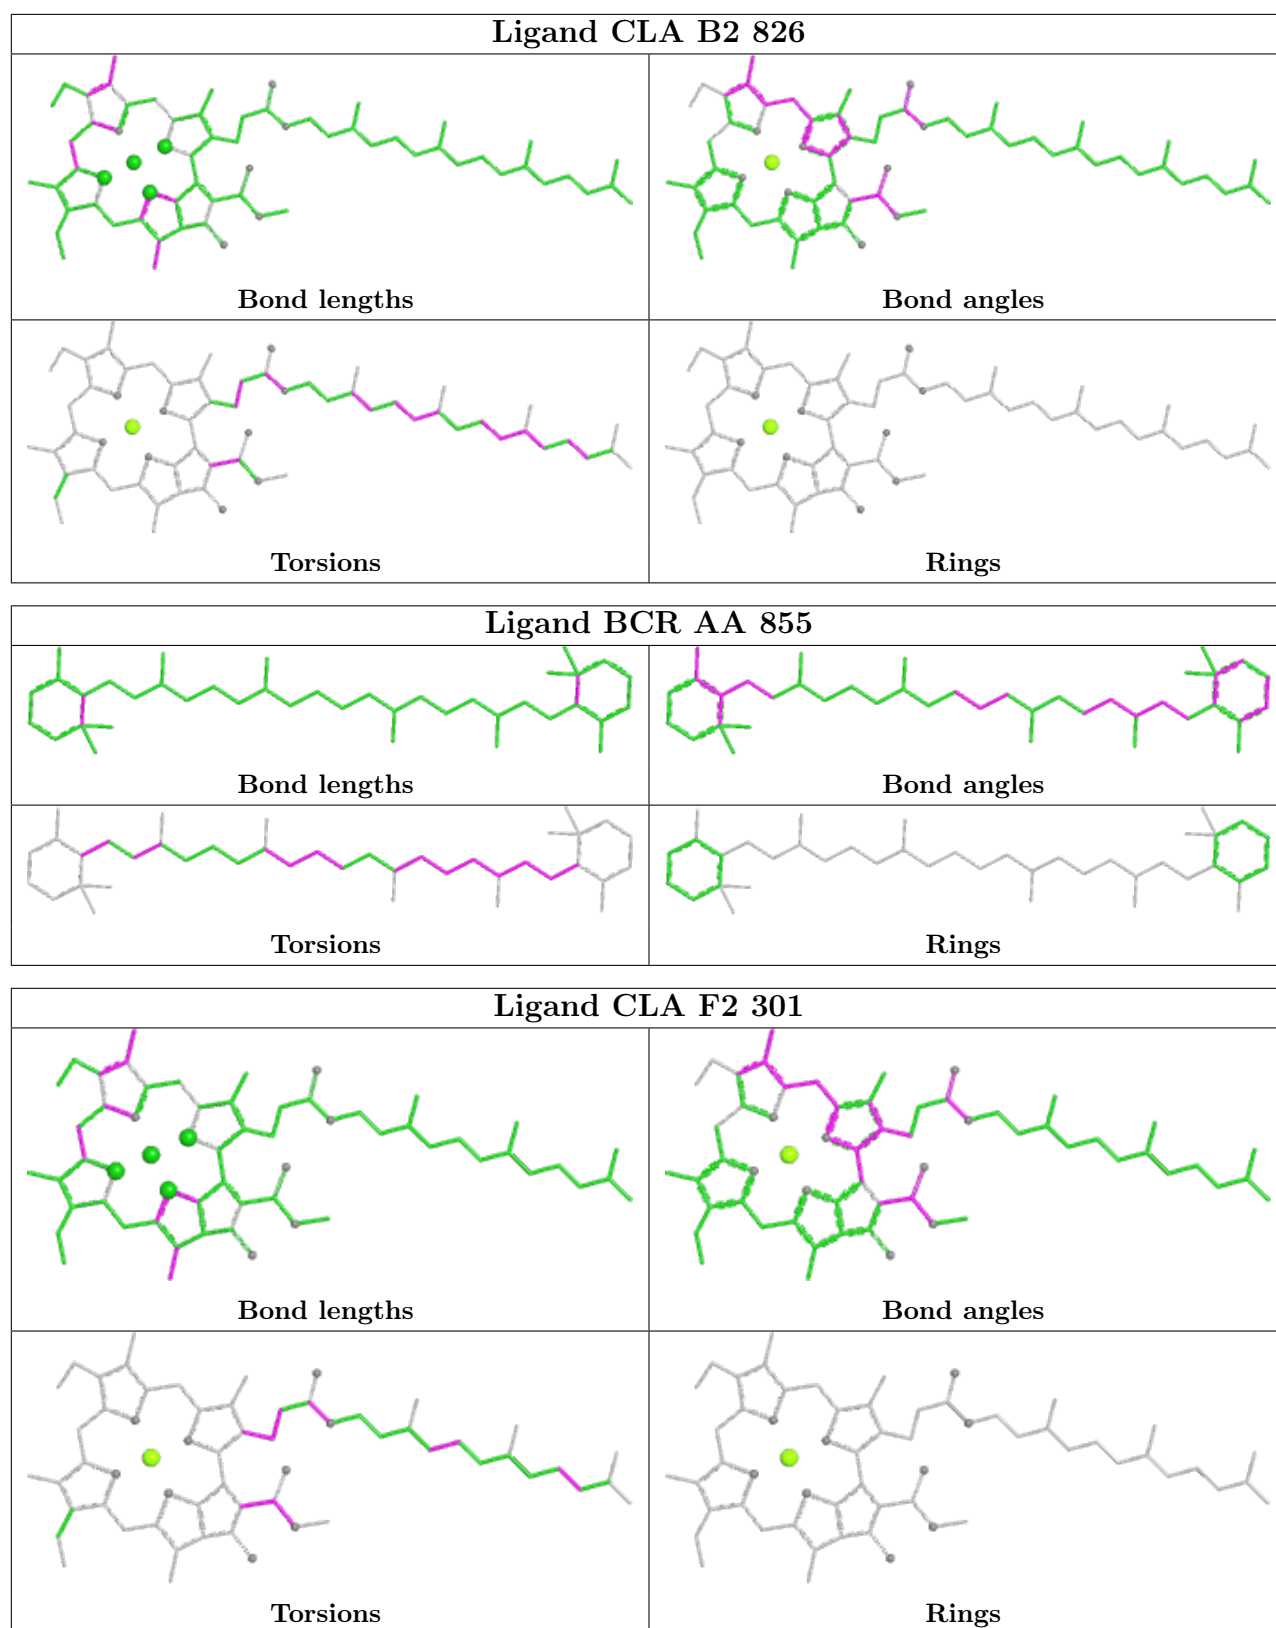 Ligand CLA B2 826
Bond lengths
Bond angles
Torsions
Rings
Ligand BCR AA 855
Bond lengths
Bond angles
Torsions
Rings
Ligand CLA F2 301
Bond lengths
Bond angles
Torsions
Rings